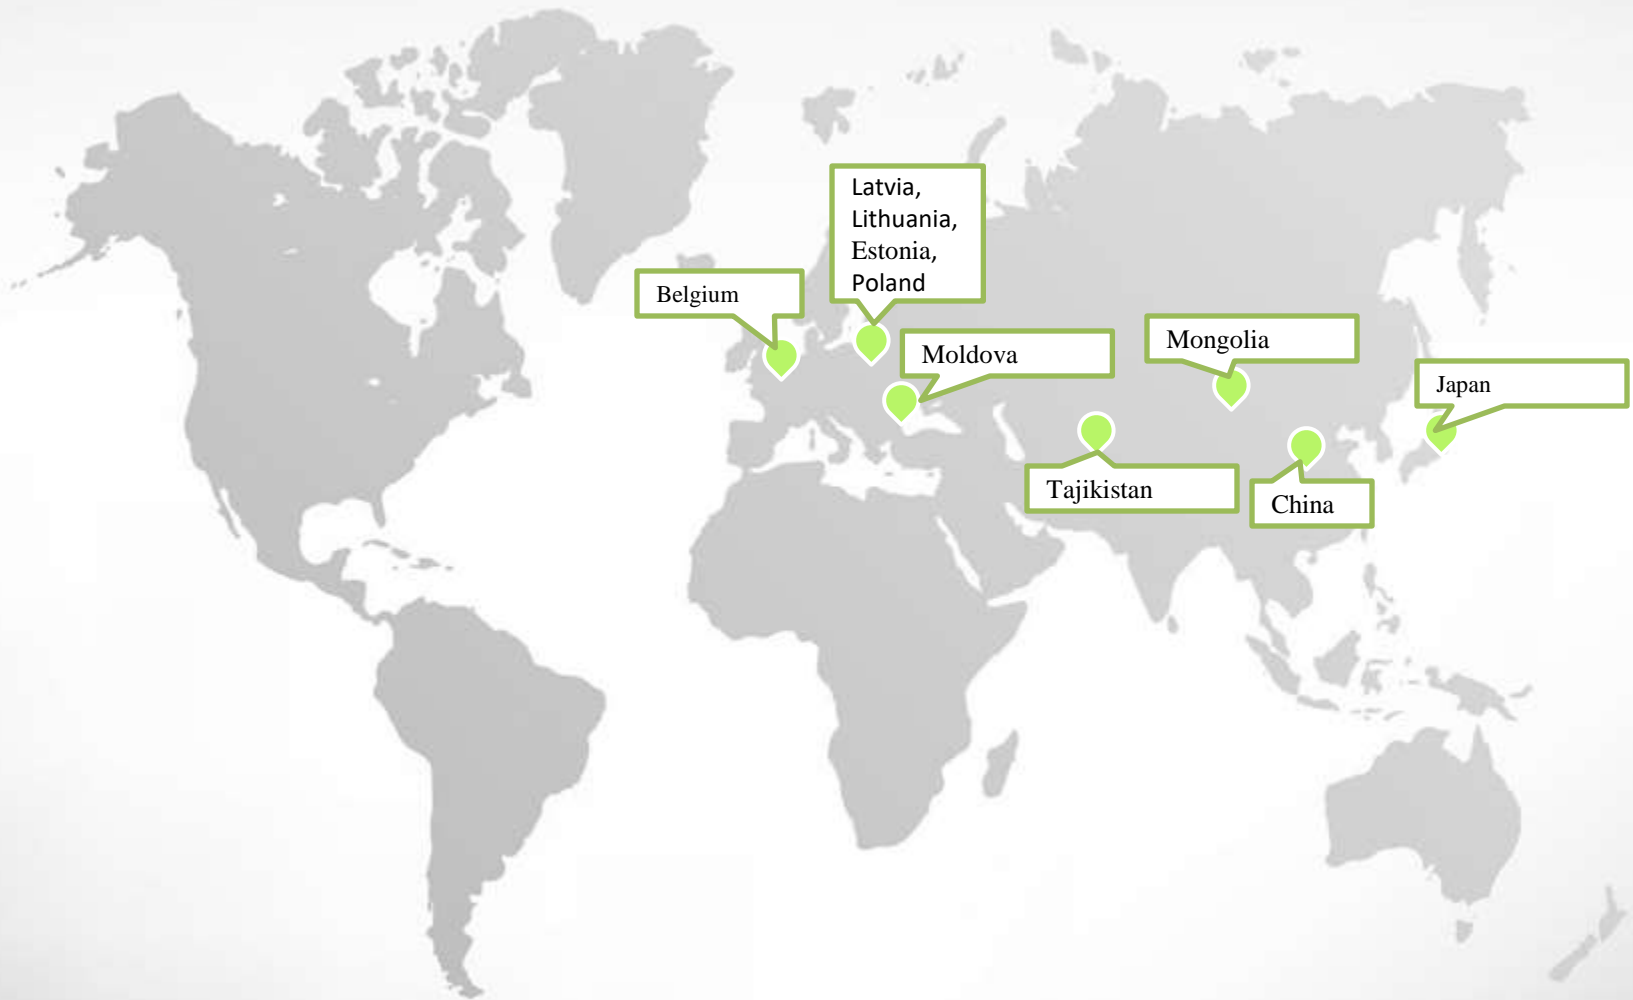 Latvia,
Lithuania,
Estonia,
Poland
Belgium
Moldova
Mongolia
Japan
Tajikistan
China